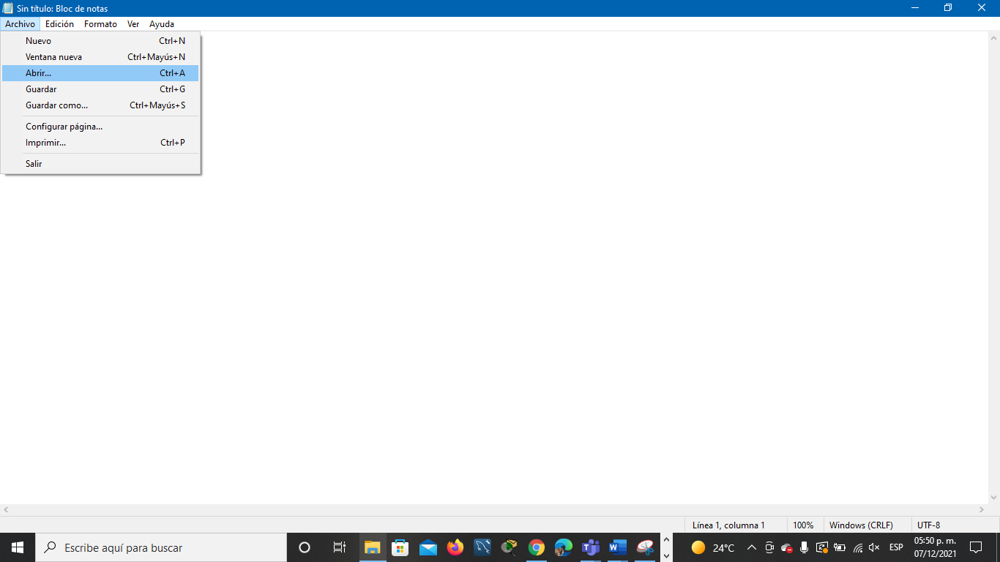 Sin título: Bloc de notas
Archivo Edición Formato Ver Ayuda
Nuevo Ctrl+N
Ventana nueva Ctrl+Mayús+N
Abrir... Ctrl+A
Guardar Ctrl+G
Guardar como... Ctrl+Mayús+S
Configurar página...
Imprimir... Ctrl+P
Salir
Línea 1, columna 1 100% Windows (CRLF) UTF-8
Escribe aquí para buscar 24°C ESP 05:50 p. m.
07/12/2021